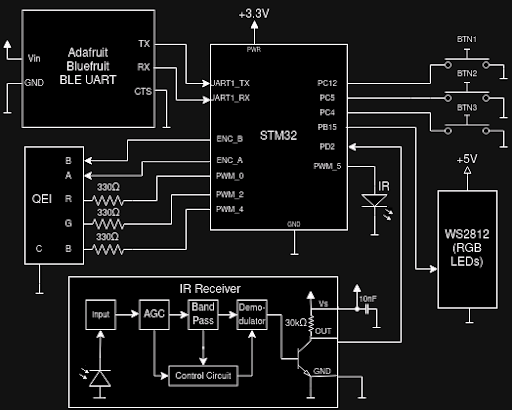 +3.3V
Adafruit
Bluefruit
BLE UART
Vin
GND
TX
RX
CTS
PWR
UART1_TX
UART1_RX
STM32
ENC_B
ENC_A
PWM_0
PWM_2
PWM_4
GND
PC12
PC5
PC4
PB15
PD2
PWM_5
BTN1
BTN2
BTN3
+5V
WS2812
(RGB
LEDs)
IR
QEI
B
A
R
G
B
C
330Ω
330Ω
330Ω
IR Receiver
Input
AGC
Band
Pass
Demo-
dulator
Control Circuit
30kΩ
Vs
10nF
OUT
GND